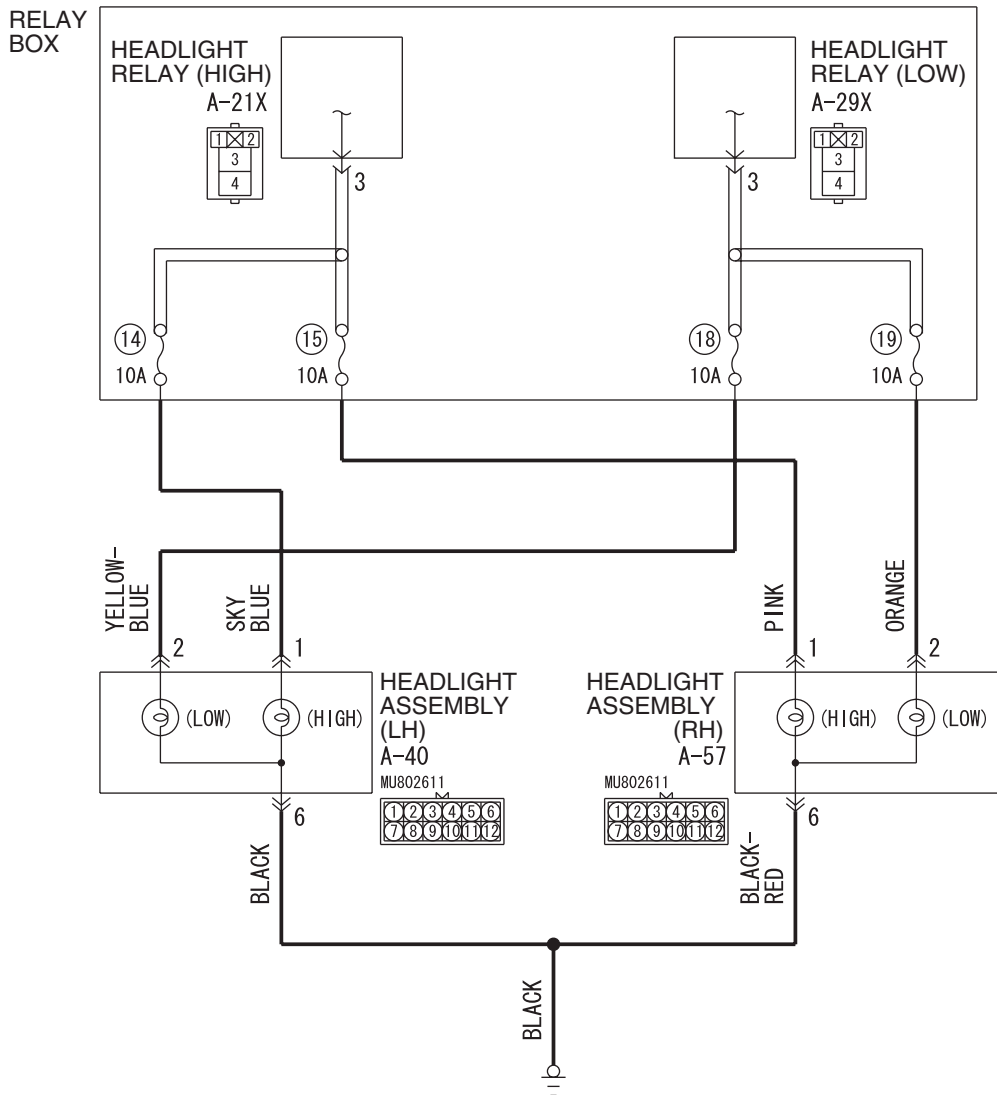 RELAY
BOX
HEADLIGHT
RELAY (HIGH)
A-21X
1 2
3
4
3
HEADLIGHT
RELAY (LOW)
A-29X
1 2
3
4
3
14
10A
15
10A
18
10A
19
10A
YELLOW-
BLUE
2
SKY
BLUE
1
PINK
1
ORANGE
2
(LOW)
(HIGH)
HEADLIGHT
ASSEMBLY
(LH)
A-40
MU802611
1 2 3 4 5 6
7 8 9 10 11 12
HEADLIGHT
ASSEMBLY
(RH)
A-57
MU802611
1 2 3 4 5 6
7 8 9 10 11 12
(HIGH)
(LOW)
6
6
BLACK
BLACK-
RED
BLACK